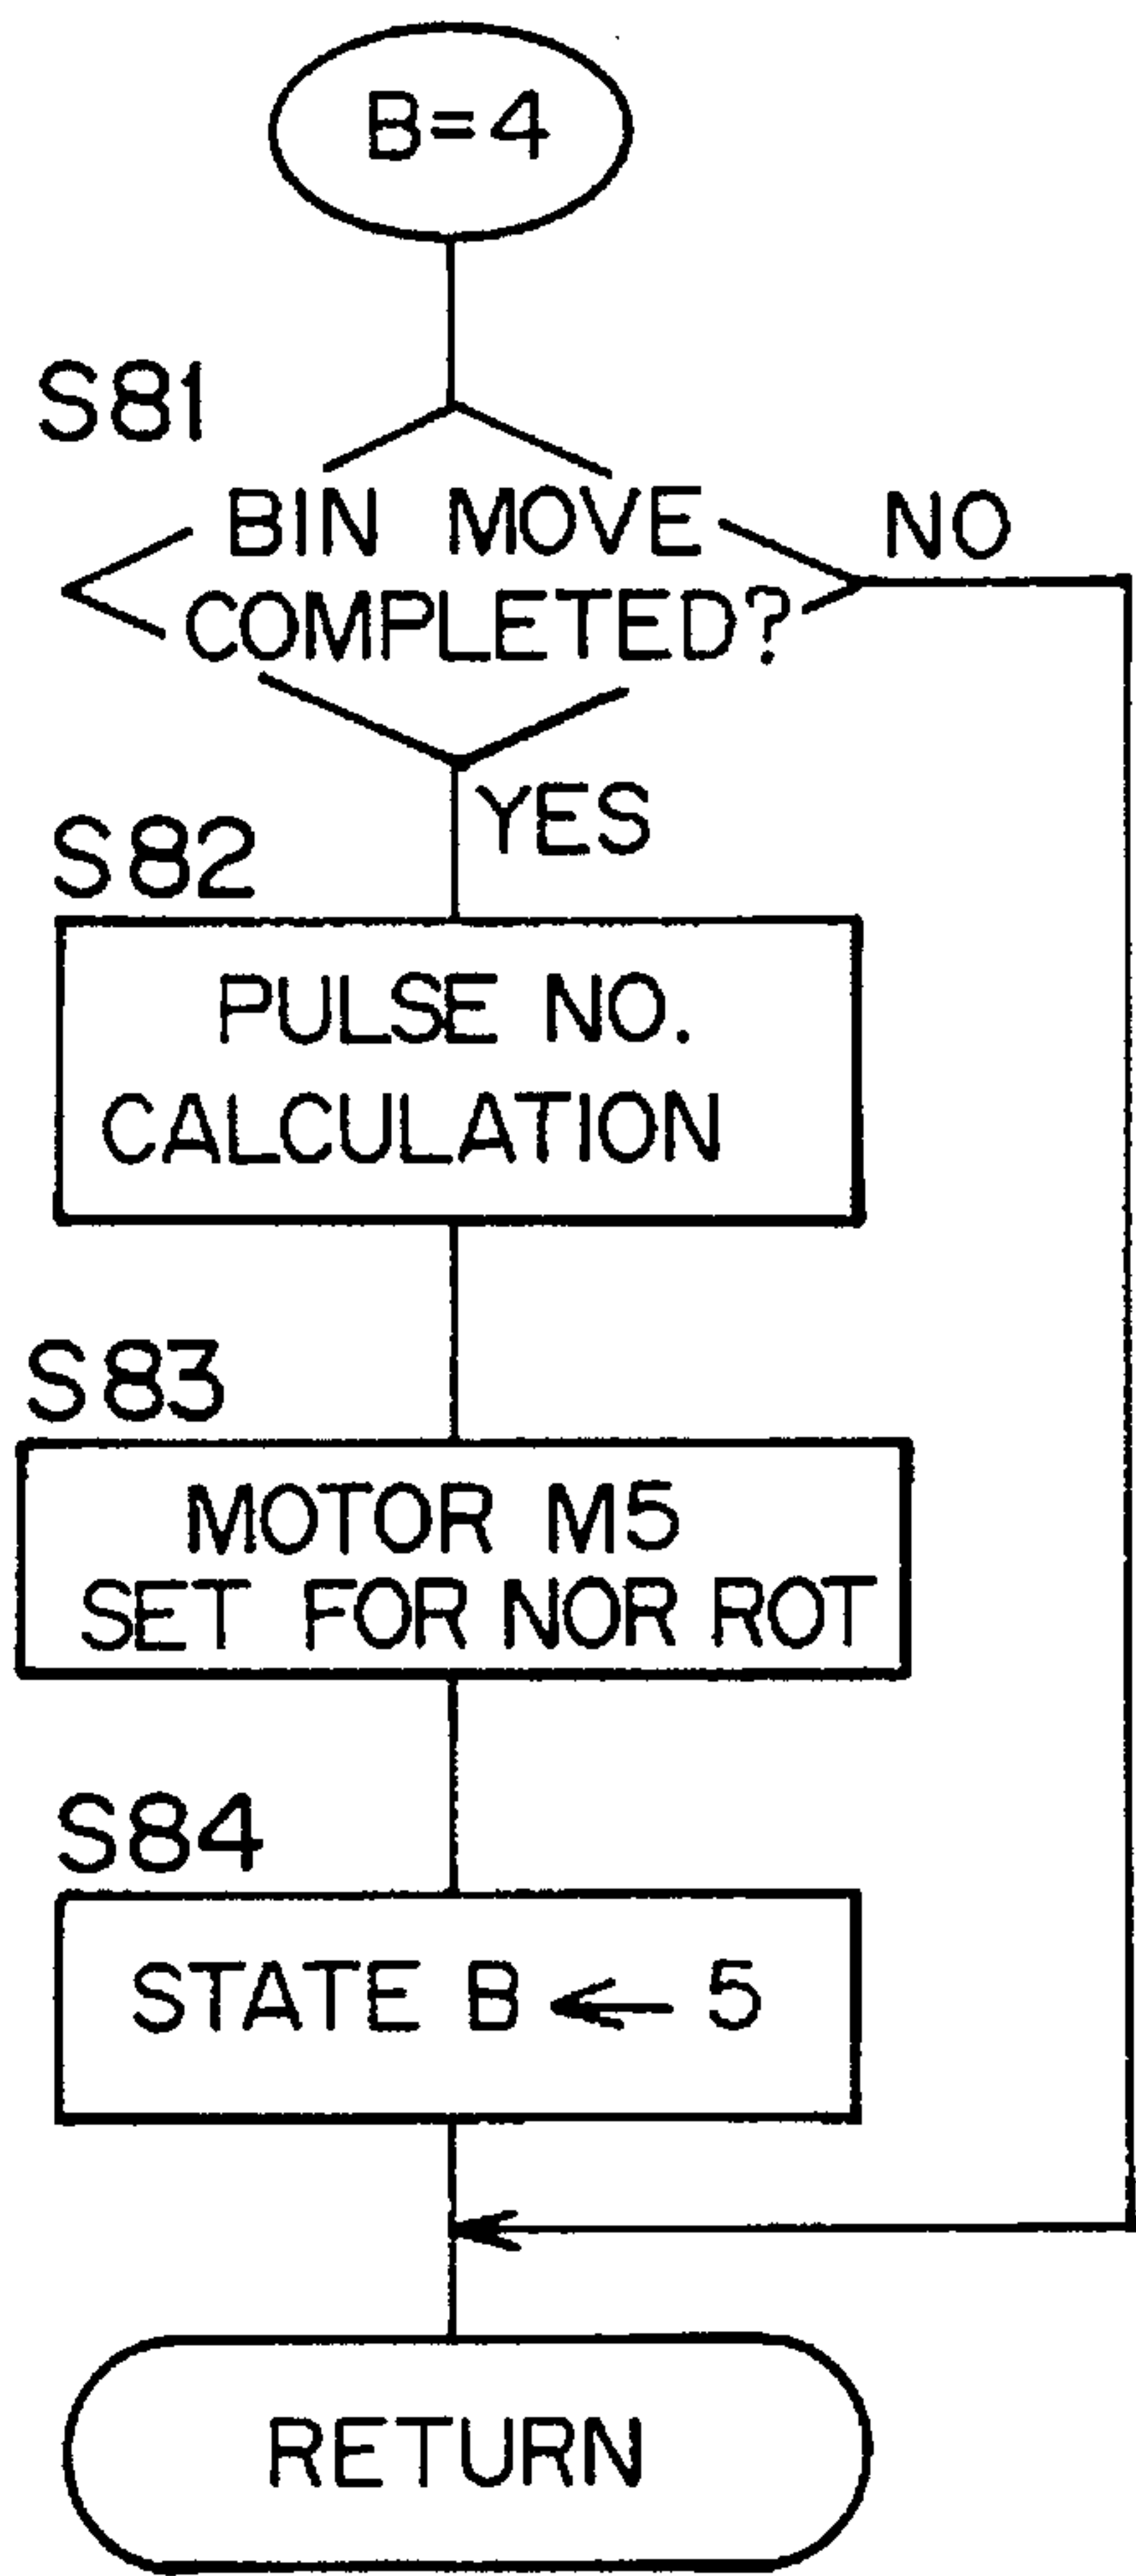 B=4
S81
BIN MOVE
NO
COMPLETED?
YES
S82
PULSE NO.
CALCULATION
S83
MOTOR M5
SET FOR NOR ROT
S84
STATE B ← 5
RETURN